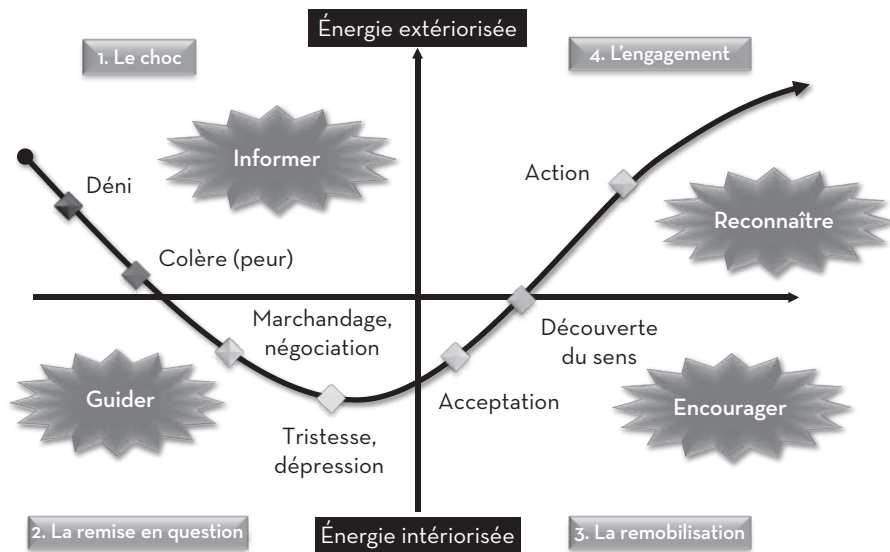 Énergie extériorisée
1. Le choc
4. L'engagement
Informer
Déni
Action
Reconnaître
Colère (peur)
Marchandage,
négociation
Découverte
du sens
Guider
Acceptation
Encourager
Tristesse,
dépression
2. La remise en question
Énergie intériorisée
3. La remobilisation